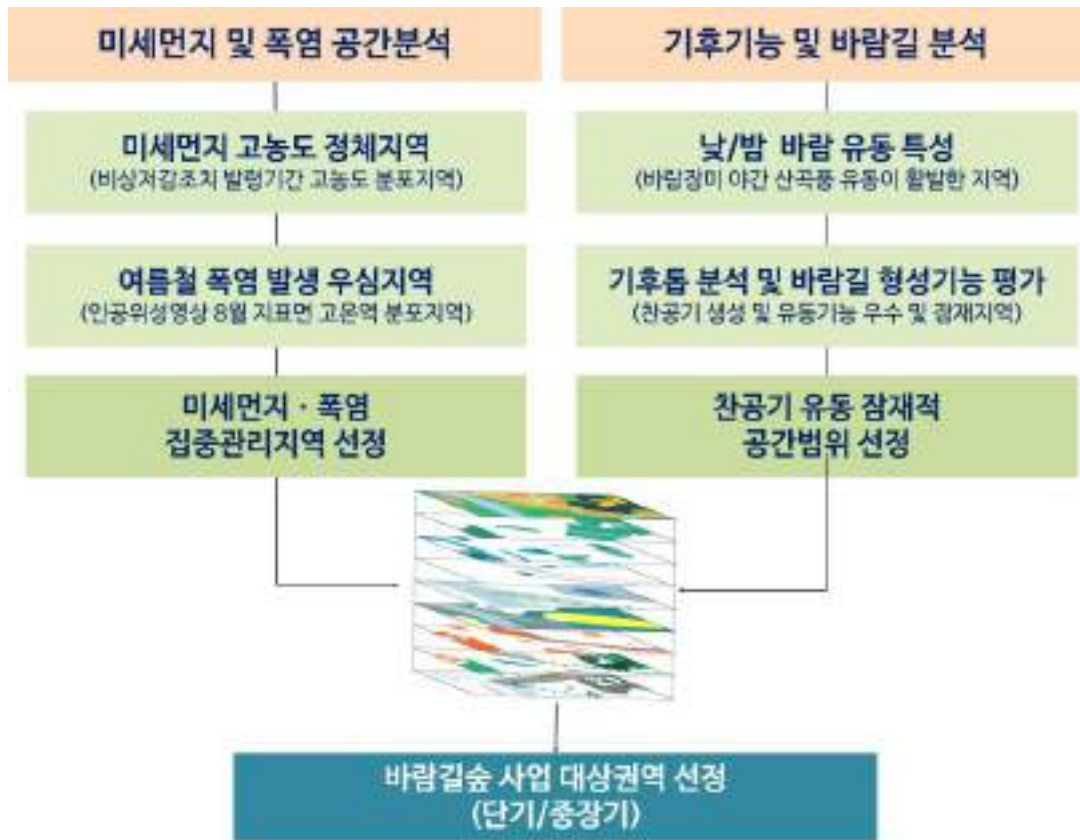 미세먼지 및 폭염 공간분석
미세먼지 고농도 정체지역
(비상저감조치 발령기간 고농도 분포지역)
여름철 폭염 발생 우심지역
(인공위성영상 8월 지표면 고온역 분포지역)
미세먼지 · 폭염
집중관리지역 선정
기후기능 및 바람길 분석
낮/밤 바람 유동 특성
(바람장미 야간 산곡풍 유동이 활발한 지역)
기후톱 분석 및 바람길 형성기능 평가
(찬공기 생성 및 유동기능 우수 및 잠재지역)
찬공기 유동 잠재적
공간범위 선정
바람길숲 사업 대상권역 선정
(단기/중장기)